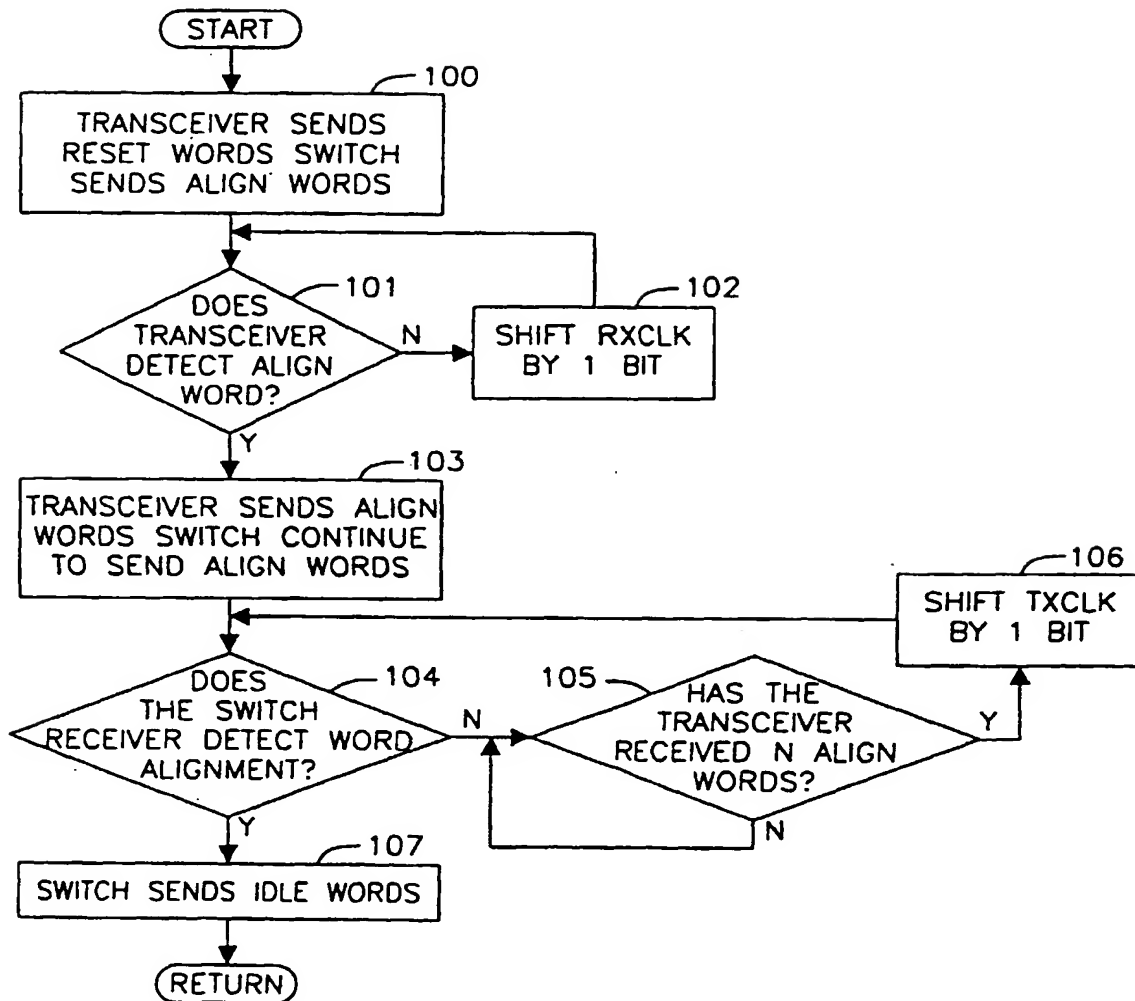 START
100
TRANSCEIVER SENDS
RESET WORDS SWITCH
SENDS ALIGN WORDS
101
DOES
TRANSCEIVER
DETECT ALIGN
WORD?
N
102
SHIFT RXCLK
BY 1 BIT
Y
103
TRANSCEIVER SENDS ALIGN
WORDS SWITCH CONTINUE
TO SEND ALIGN WORDS
106
SHIFT TXCLK
BY 1 BIT
104
DOES
THE SWITCH
RECEIVER DETECT WORD
ALIGNMENT?
N
105
HAS THE
TRANSCEIVER
RECEIVED N ALIGN
WORDS?
Y
N
Y
107
SWITCH SENDS IDLE WORDS
RETURN